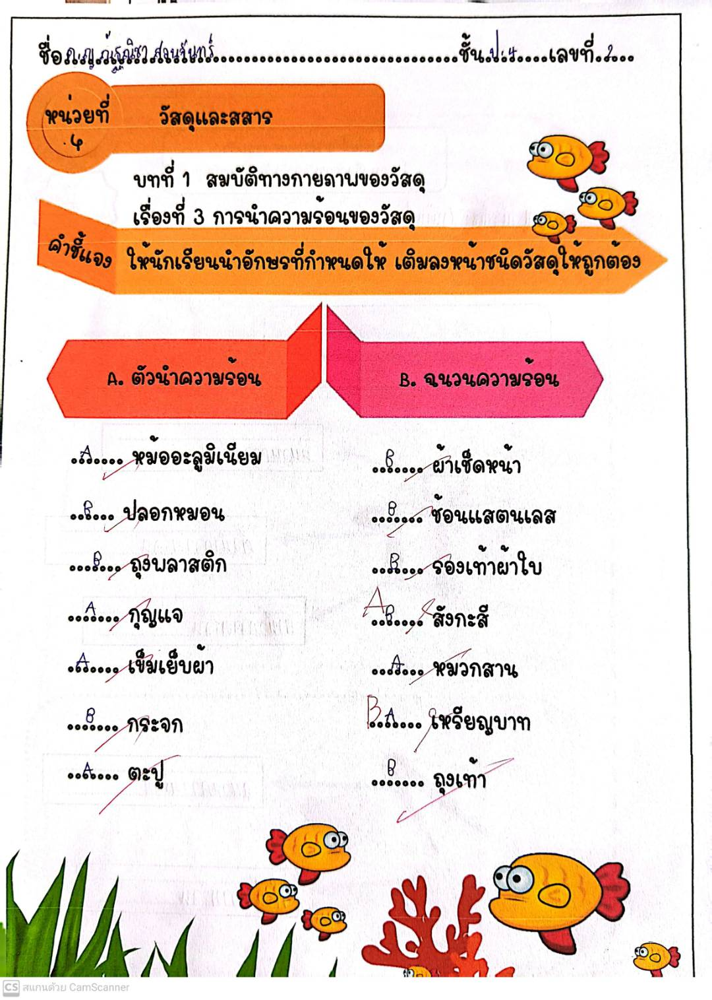 ชื่อ ด.ญ. ณัฐณิชา สอนจันทร์ ชั้น ป.4 เลขที่ 2
หน่วยที่ 4
วัสดุและสสาร
บทที่ 1 สมบัติทางกายภาพของวัสดุ
เรื่องที่ 3 การนำความร้อนของวัสดุ
คำชี้แจง ให้นักเรียนนำอักษรที่กำหนดให้ เติมลงหน้าชนิดวัสดุให้ถูกต้อง
A. ตัวนำความร้อน
B. ฉนวนความร้อน
A หม้ออะลูมิเนียม
B ปลอกหมอน
B ถุงพลาสติก
A กุญแจ
A เข็มเย็บผ้า
B กระจก
A ตะปู
B ผ้าเช็ดหน้า
B ช้อนแสตนเลส
B รองเท้าผ้าใบ
A B สังกะสี
A หมวกสาน
B A เหรียญบาท
B ถุงเท้า
CS สแกนด้วย CamScanner